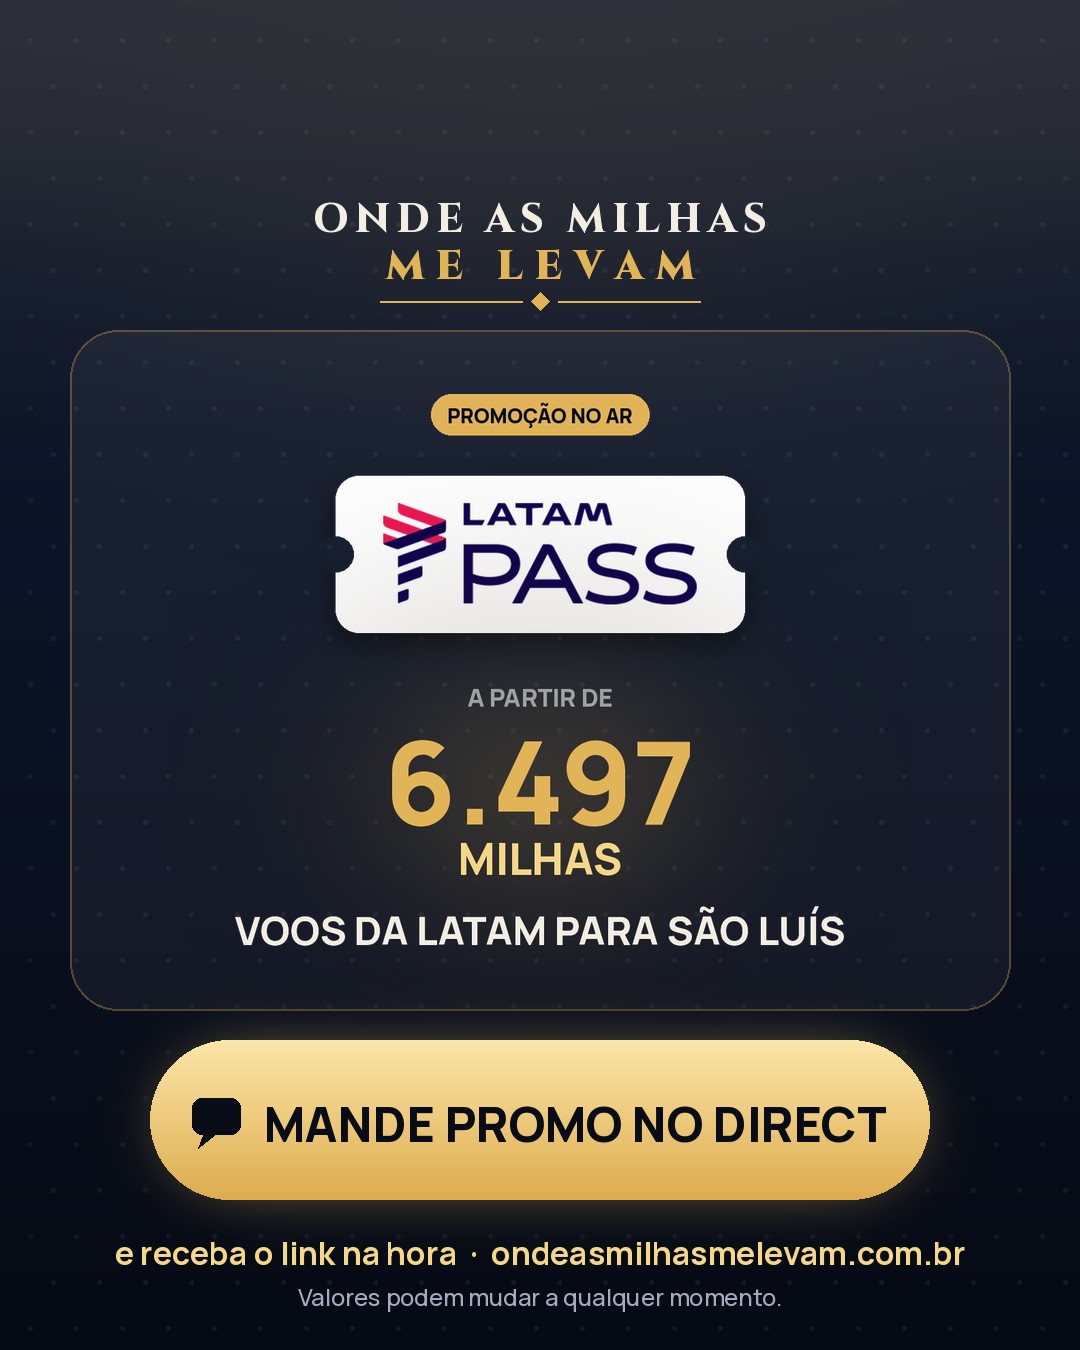 ONDE AS MILHAS
ME LEVAM
PROMOÇÃO NO AR
LATAM
PASS
A PARTIR DE
6.497
MILHAS
VOOS DA LATAM PARA SÃO LUÍS
MANDE PROMO NO DIRECT
e receba o link na hora · ondeasmilhasmelevam.com.br
Valores podem mudar a qualquer momento.